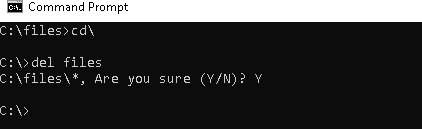 Command Prompt
C:\files>cd\
C:\>del files
C:\files\*, Are you sure (Y/N)? Y
C:\>